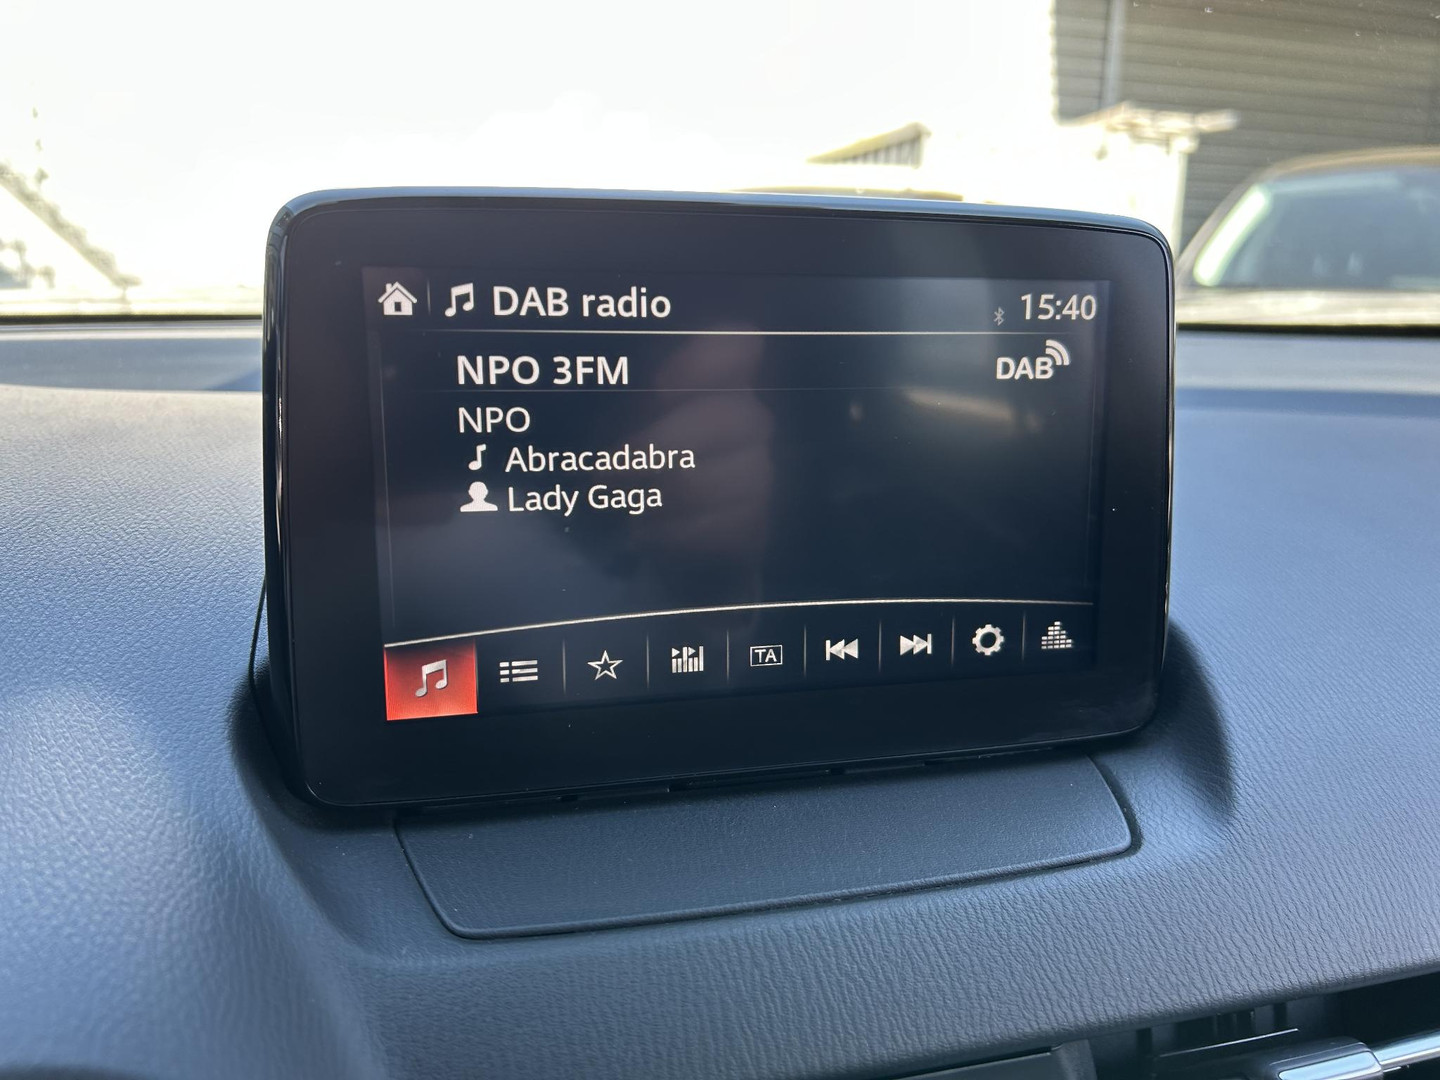 DAB radio 15:40
NPO 3FM DAB
NPO
Abracadabra
Lady Gaga
TA